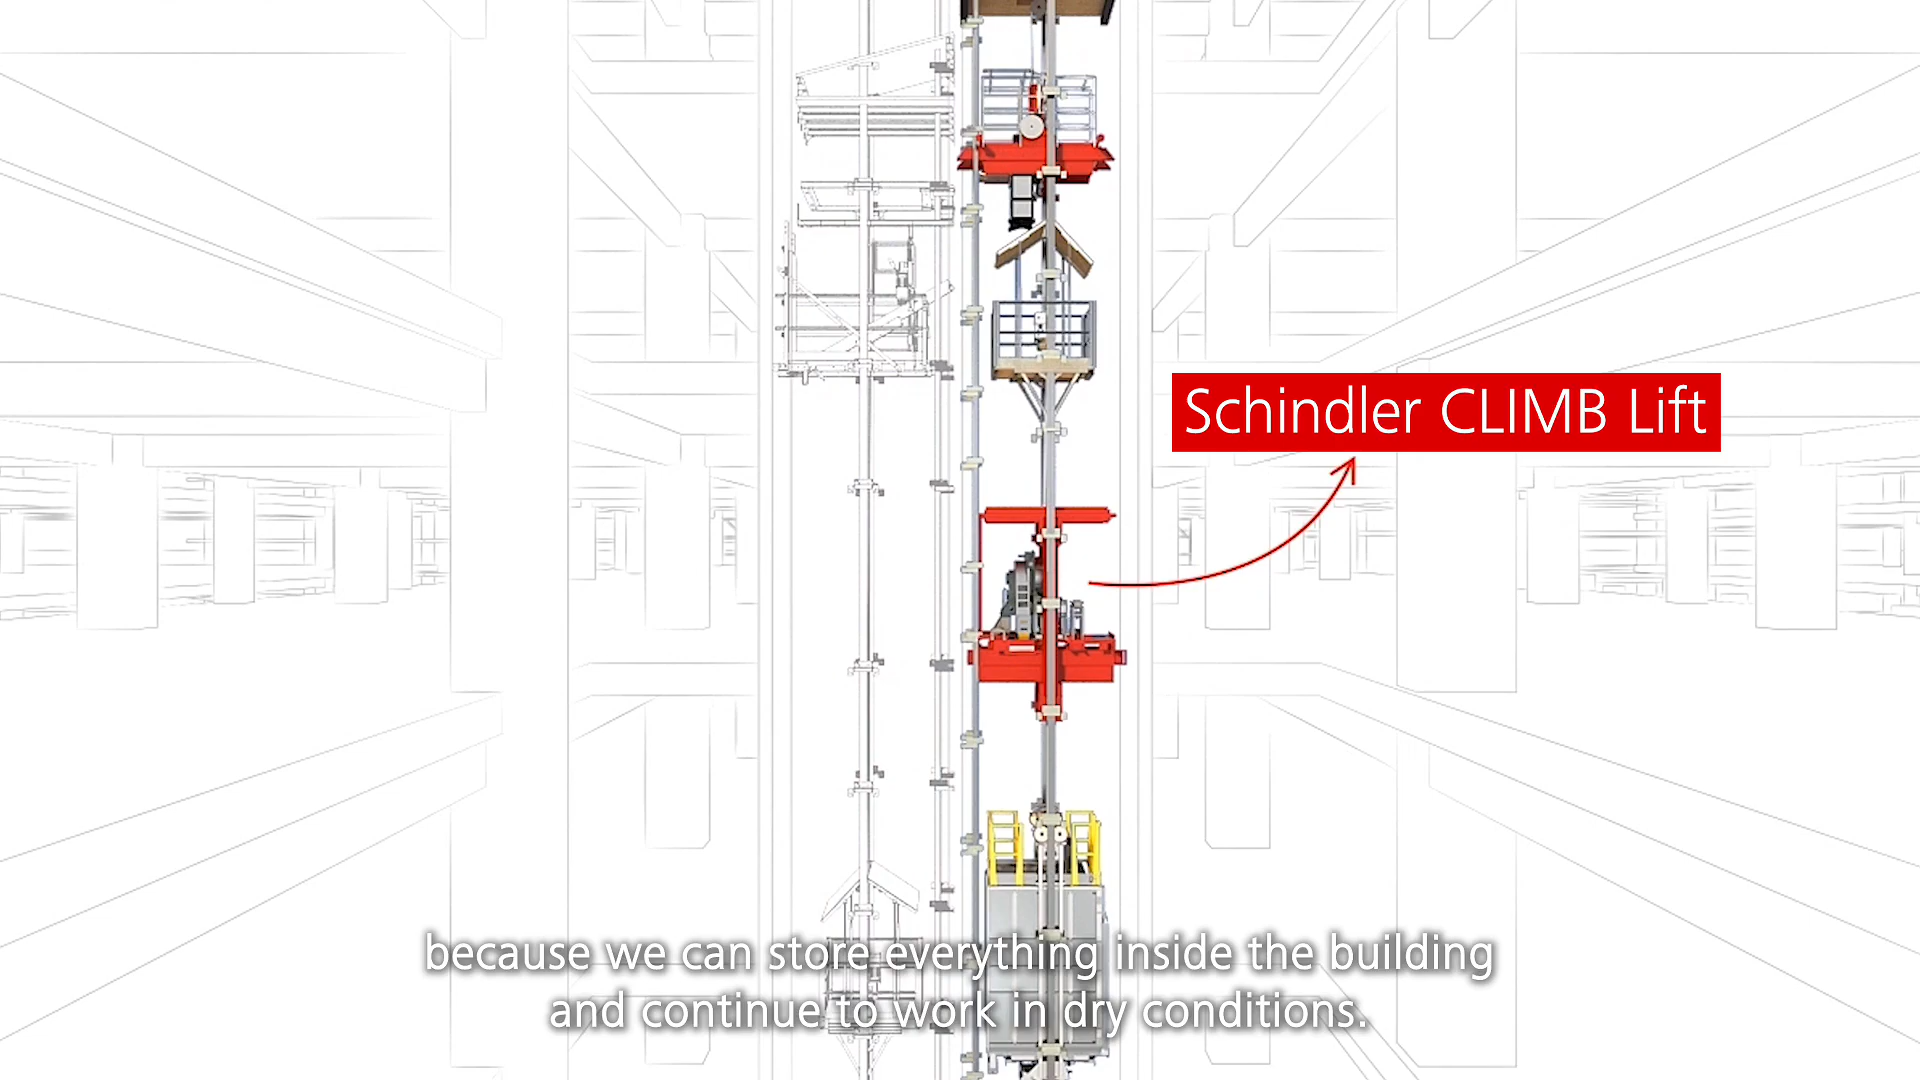 Schindler CLIMB Lift
because we can store everything inside the building
and continue to work in dry conditions.